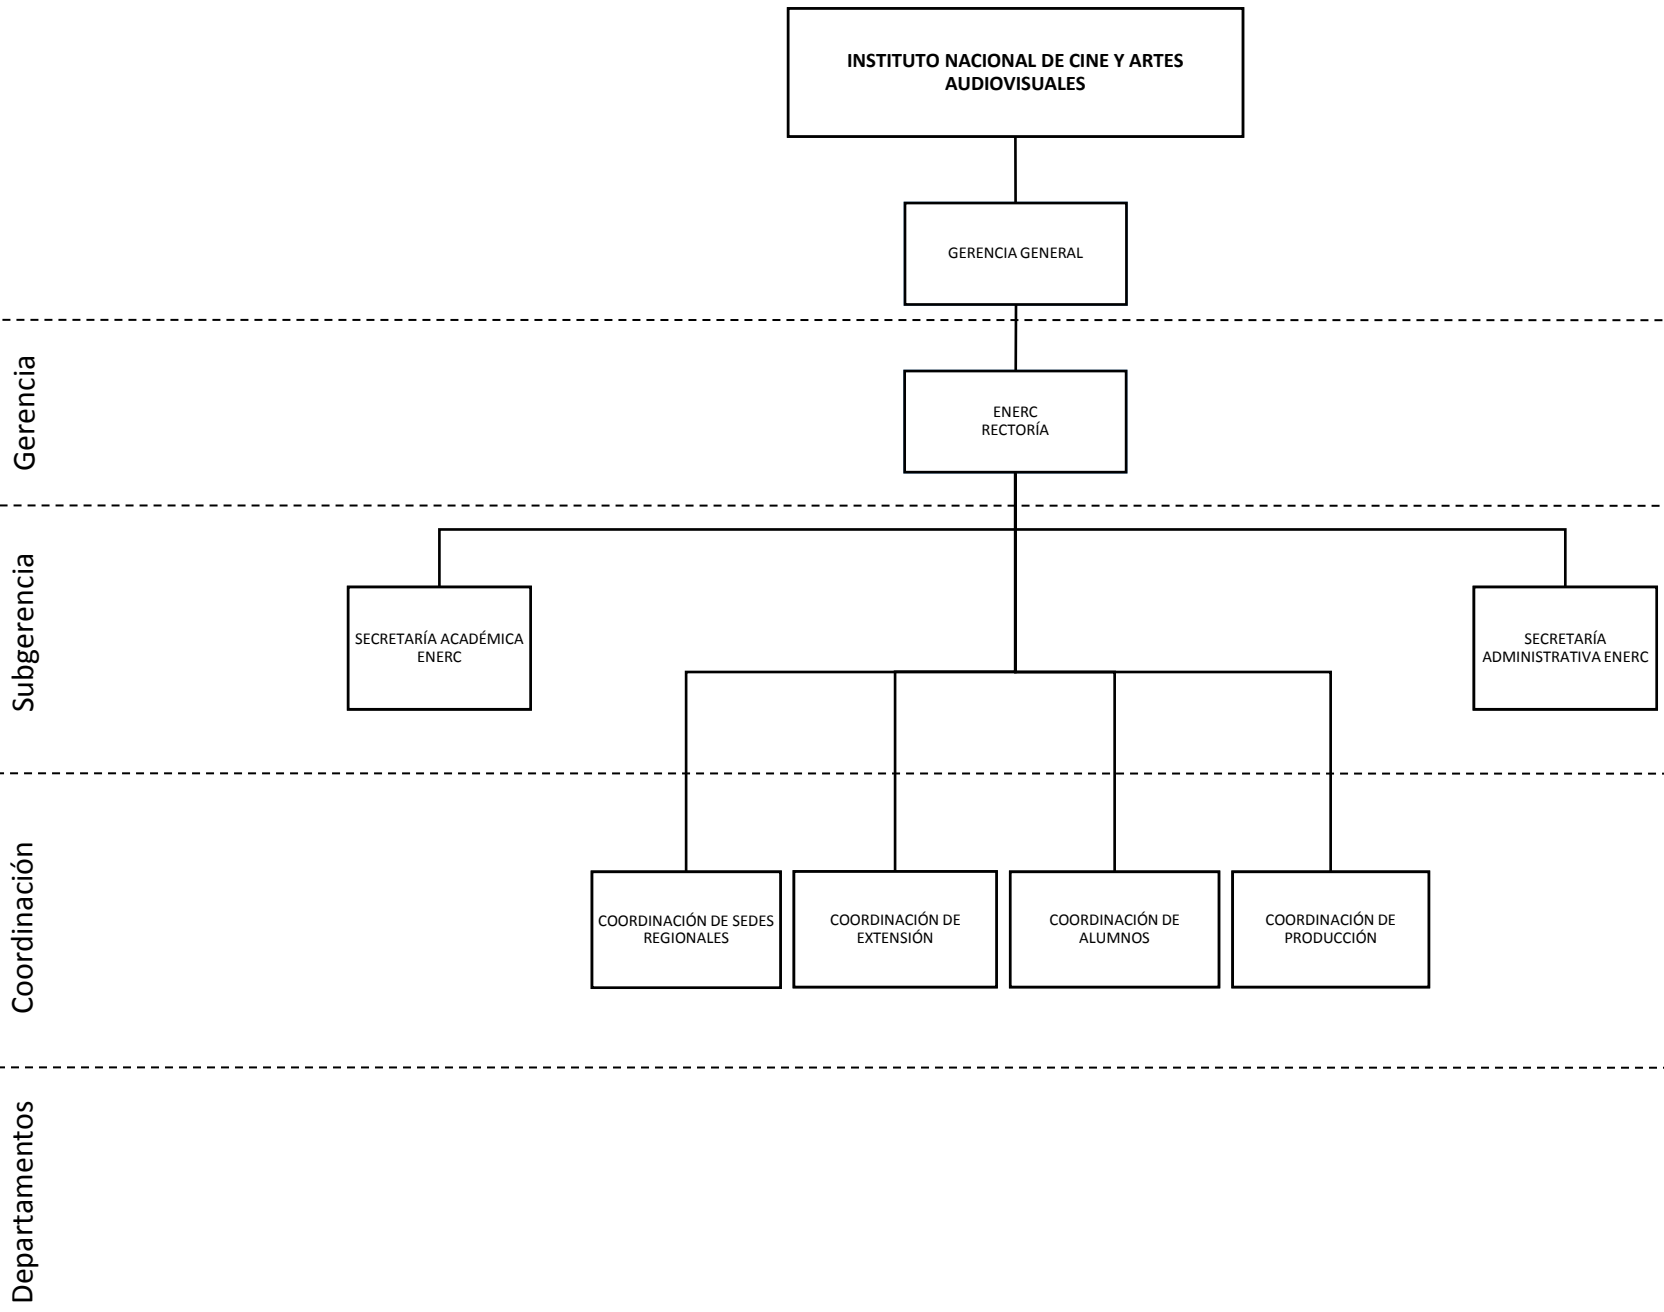 INSTITUTO NACIONAL DE CINE Y ARTES
AUDIOVISUALES
GERENCIA GENERAL
Gerencia
ENERC
RECTORÍA
Subgerencia
SECRETARÍA ACADÉMICA
ENERC
SECRETARÍA
ADMINISTRATIVA ENERC
Coordinación
COORDINACIÓN DE SEDES
REGIONALES
COORDINACIÓN DE
EXTENSIÓN
COORDINACIÓN DE
ALUMNOS
COORDINACIÓN DE
PRODUCCIÓN
Departamentos